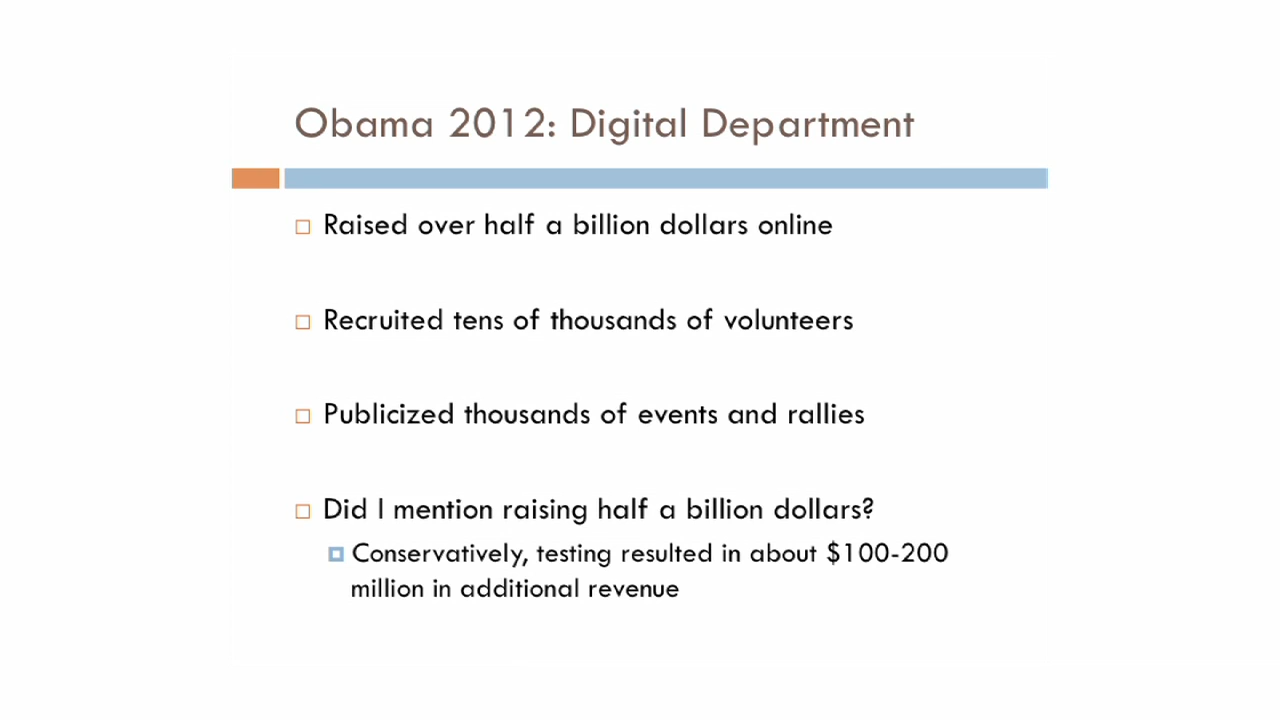 Obama 2012: Digital Department
Raised over half a billion dollars online
Recruited tens of thousands of volunteers
Publicized thousands of events and rallies
Did I mention raising half a billion dollars?
Conservatively, testing resulted in about $100-200
million in additional revenue